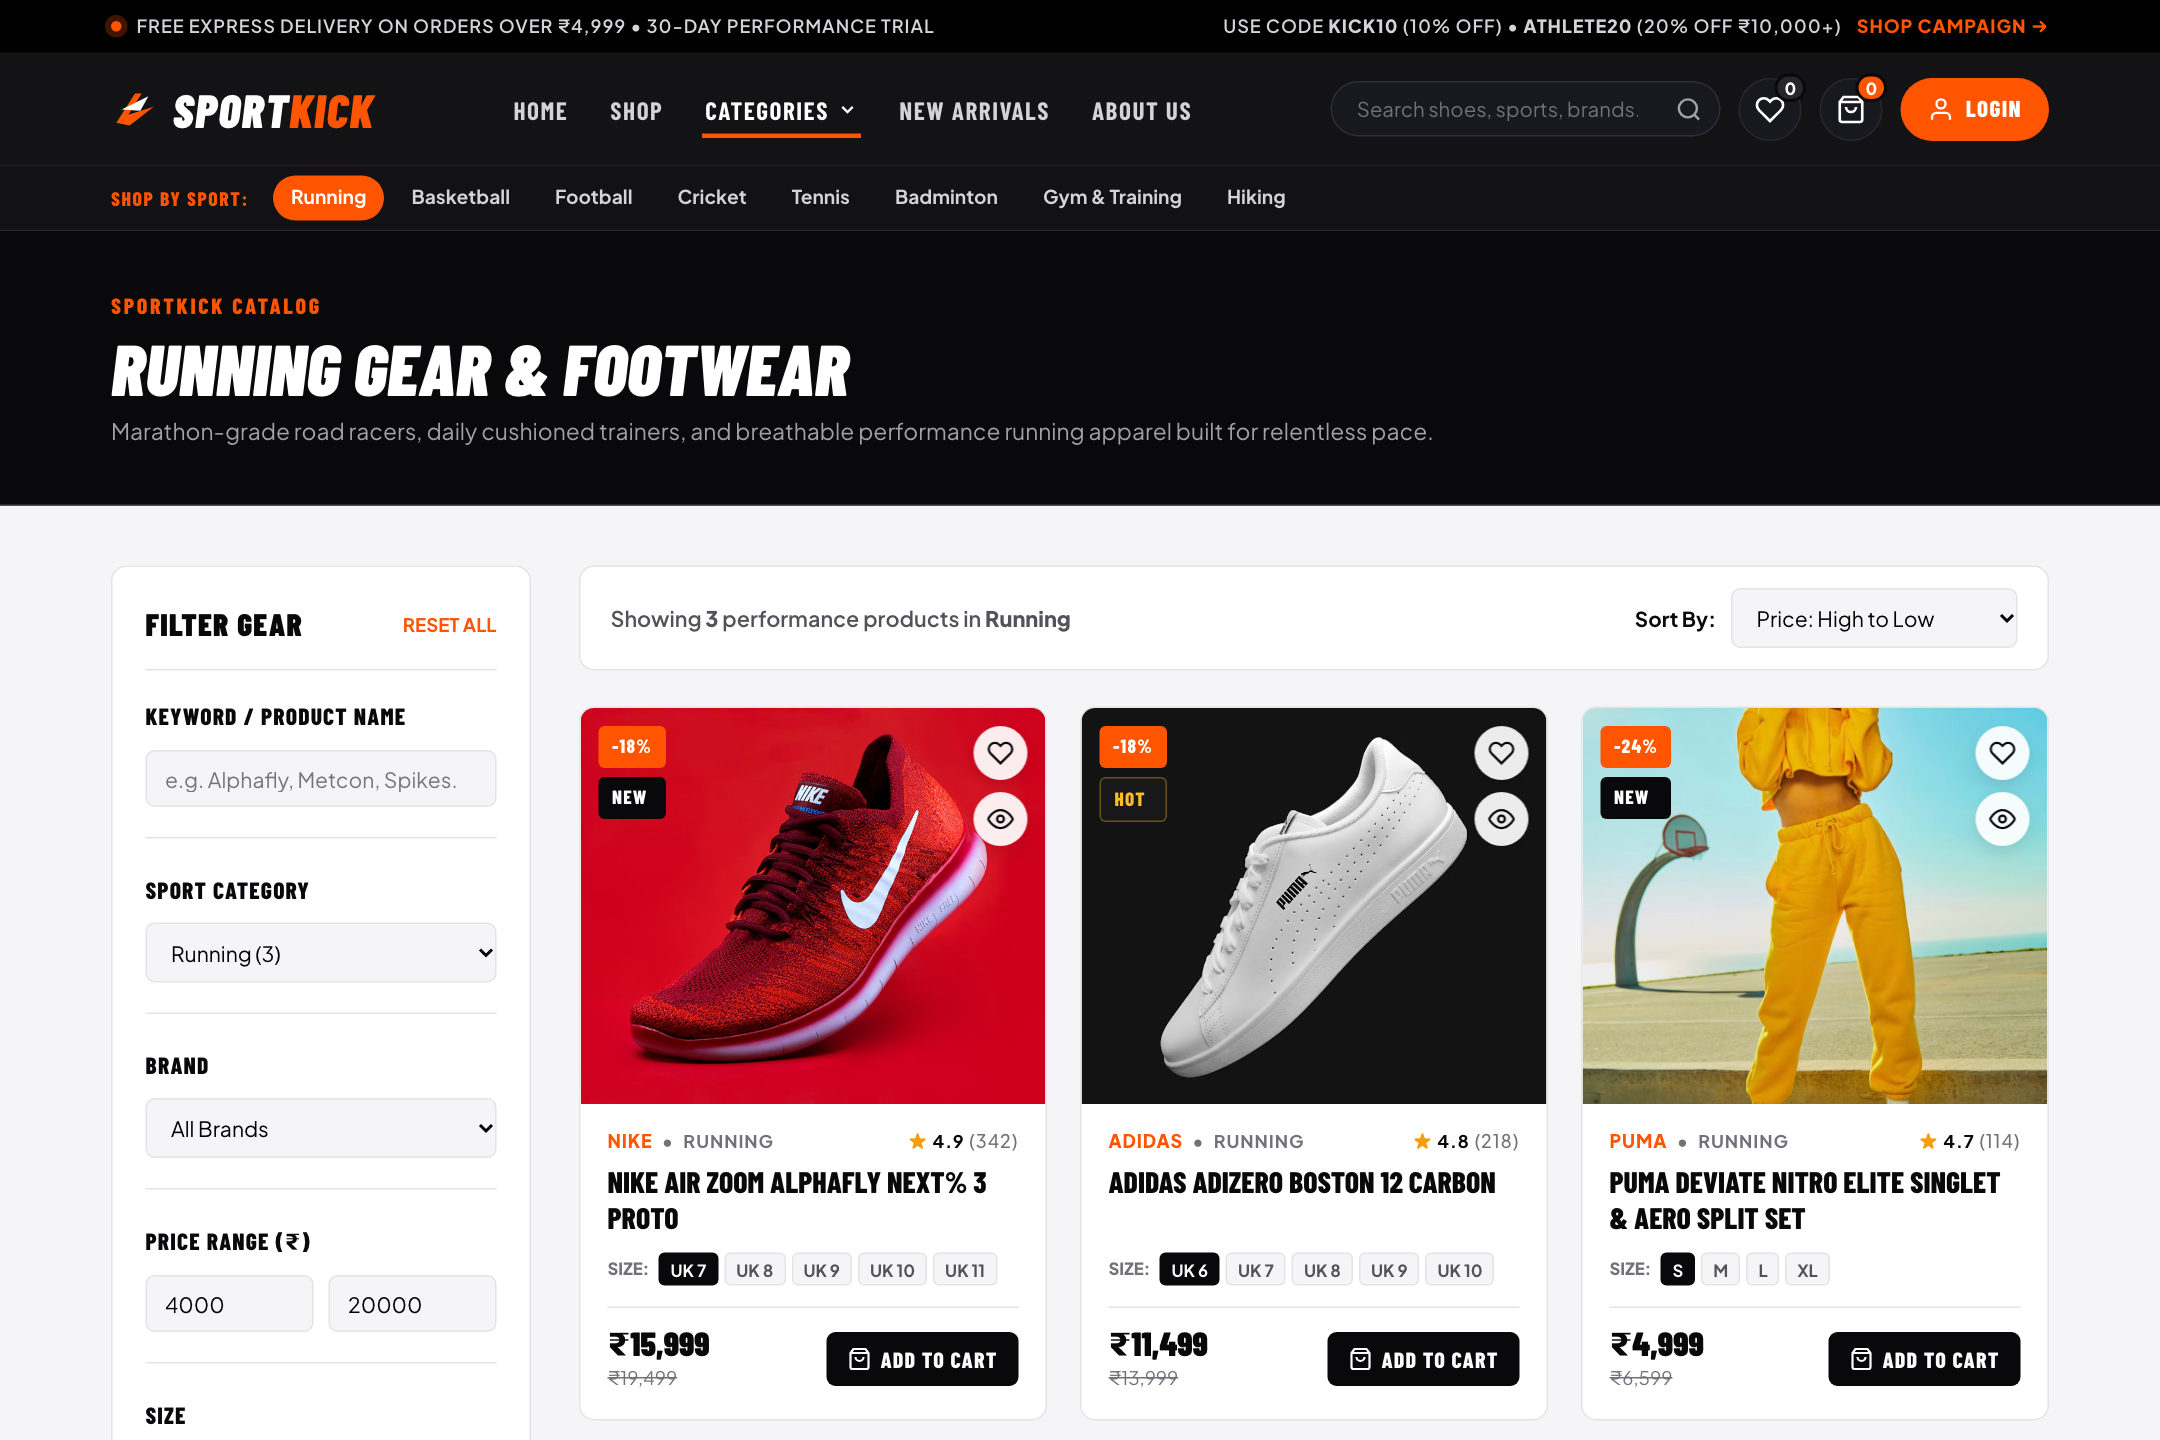 FREE EXPRESS DELIVERY ON ORDERS OVER ₹4,999 • 30-DAY PERFORMANCE TRIAL
USE CODE KICK10 (10% OFF) • ATHLETE20 (20% OFF ₹10,000+) SHOP CAMPAIGN →
SPORTKICK
HOME SHOP CATEGORIES NEW ARRIVALS ABOUT US
Search shoes, sports, brands.
0
0
LOGIN
SHOP BY SPORT: Running Basketball Football Cricket Tennis Badminton Gym & Training Hiking
SPORTKICK CATALOG
RUNNING GEAR & FOOTWEAR
Marathon-grade road racers, daily cushioned trainers, and breathable performance running apparel built for relentless pace.
FILTER GEAR RESET ALL
KEYWORD / PRODUCT NAME
e.g. Alphafly, Metcon, Spikes.
SPORT CATEGORY
Running (3)
BRAND
All Brands
PRICE RANGE (₹)
4000 20000
SIZE
Showing 3 performance products in Running
Sort By: Price: High to Low
-18%
NEW
NIKE
NIKE FREE
NIKE • RUNNING ★ 4.9 (342)
NIKE AIR ZOOM ALPHAFLY NEXT% 3
PROTO
SIZE: UK 7 UK 8 UK 9 UK 10 UK 11
₹15,999
₹19,499
ADD TO CART
-18%
HOT
PUMA
PUMA
ADIDAS • RUNNING ★ 4.8 (218)
ADIDAS ADIZERO BOSTON 12 CARBON
SIZE: UK 6 UK 7 UK 8 UK 9 UK 10
₹11,499
₹13,999
ADD TO CART
-24%
NEW
PUMA • RUNNING ★ 4.7 (114)
PUMA DEVIATE NITRO ELITE SINGLET
& AERO SPLIT SET
SIZE: S M L XL
₹4,999
₹6,599
ADD TO CART